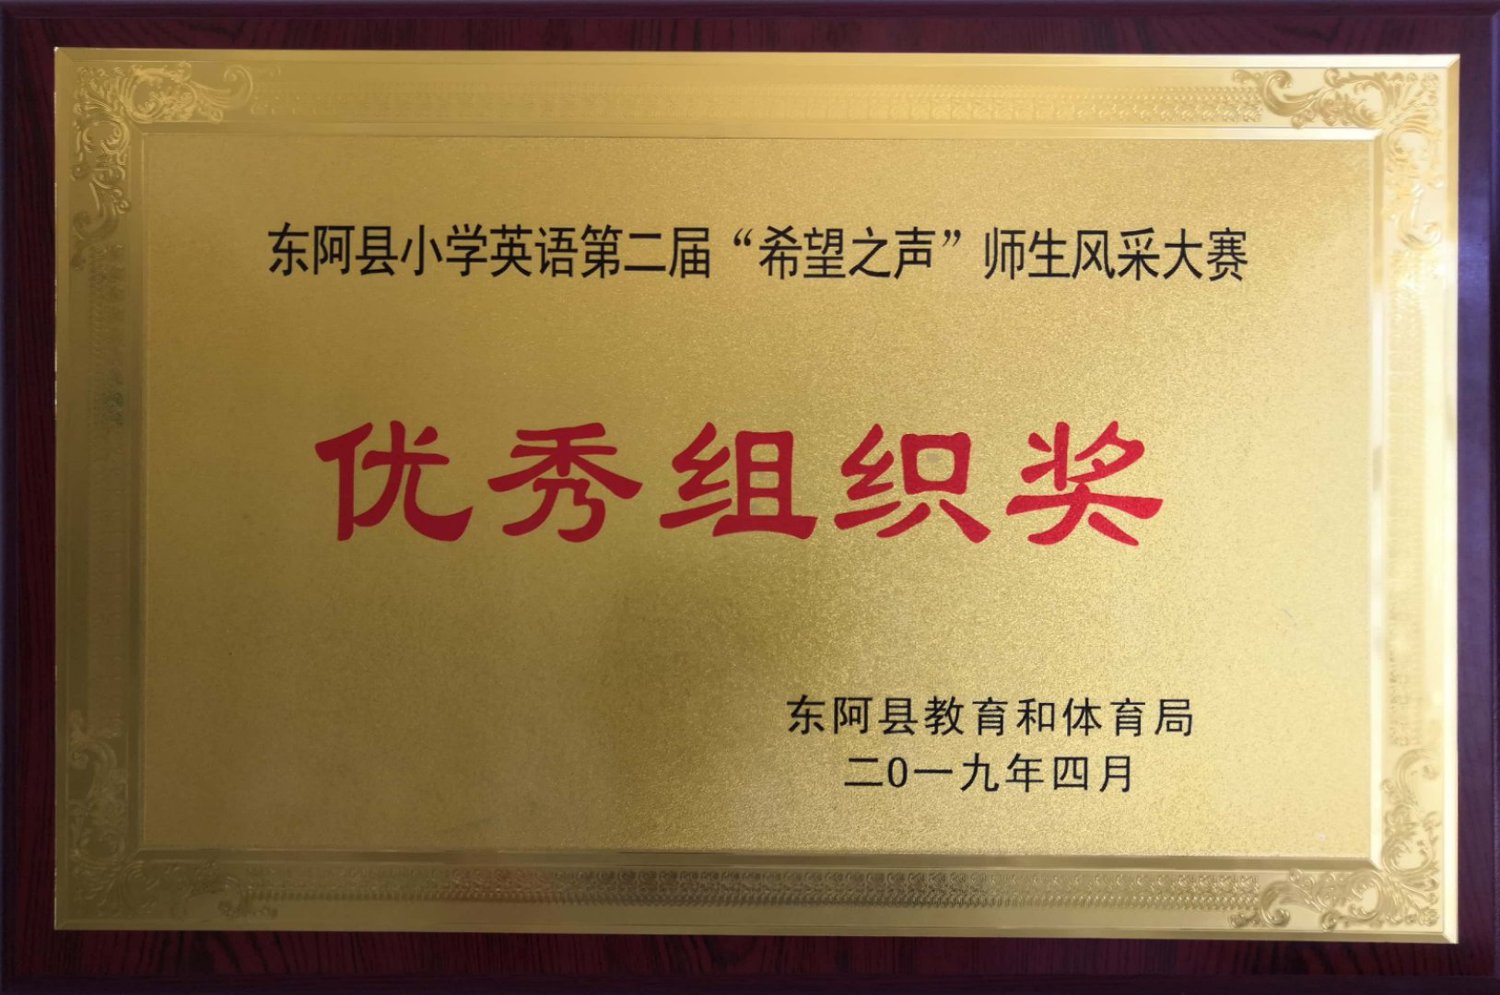 东阿县小学英语第二届“希望之声”师生风采大赛
优秀组织奖
东阿县教育和体育局
二0一九年四月